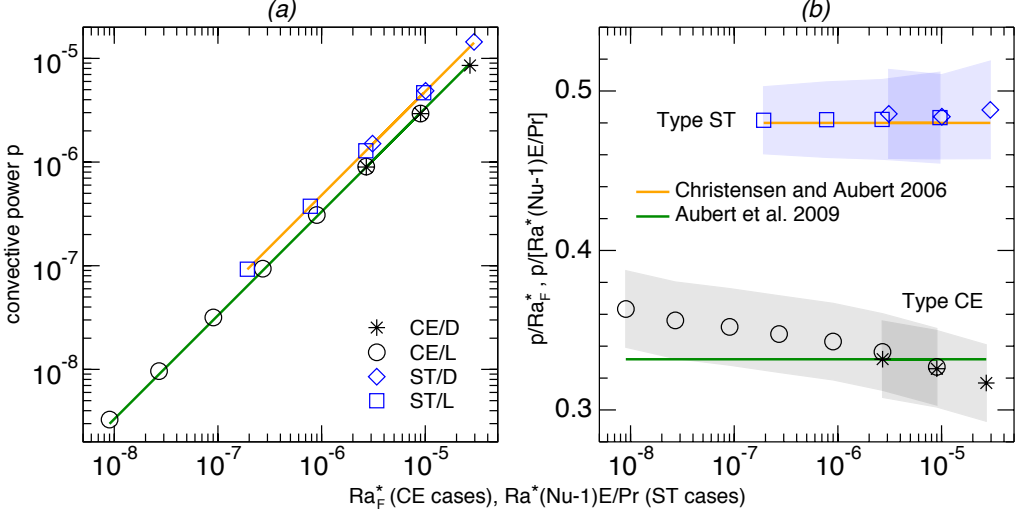 (a)
(b)
convective power p
10^-5
10^-6
10^-7
10^-8
10^-8
10^-7
10^-6
10^-5
CE/D
CE/L
ST/D
ST/L
p/Ra*_F , p/[Ra*(Nu-1)E/Pr]
0.5
0.4
0.3
Type ST
Christensen and Aubert 2006
Aubert et al. 2009
Type CE
10^-8
10^-7
10^-6
10^-5
Ra*_F (CE cases), Ra*(Nu-1)E/Pr (ST cases)